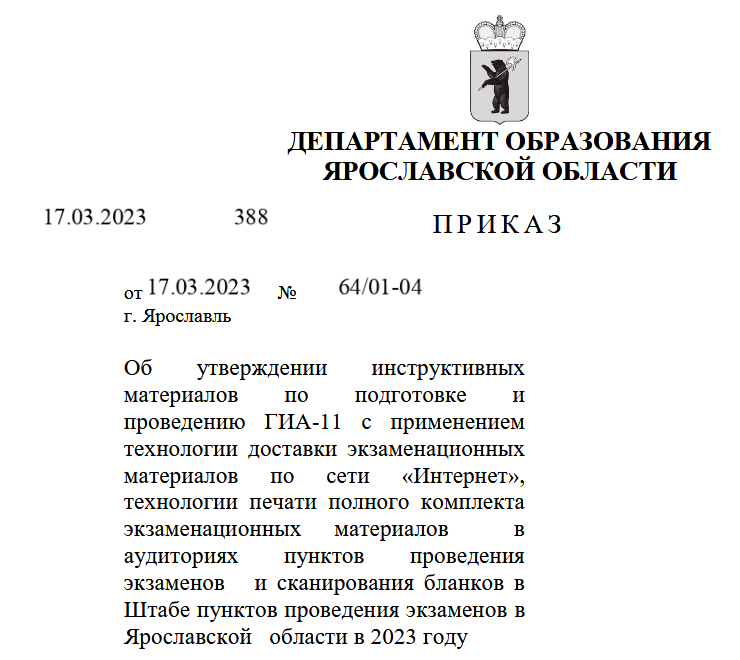 ДЕПАРТАМЕНТ ОБРАЗОВАНИЯ
ЯРОСЛАВСКОЙ ОБЛАСТИ
17.03.2023 388
ПРИКАЗ
от 17.03.2023 № 64/01-04
г. Ярославль
Об утверждении инструктивных
материалов по подготовке и
проведению ГИА-11 с применением
технологии доставки экзаменационных
материалов по сети «Интернет»,
технологии печати полного комплекта
экзаменационных материалов в
аудиториях пунктов проведения
экзаменов и сканирования бланков в
Штабе пунктов проведения экзаменов в
Ярославской области в 2023 году